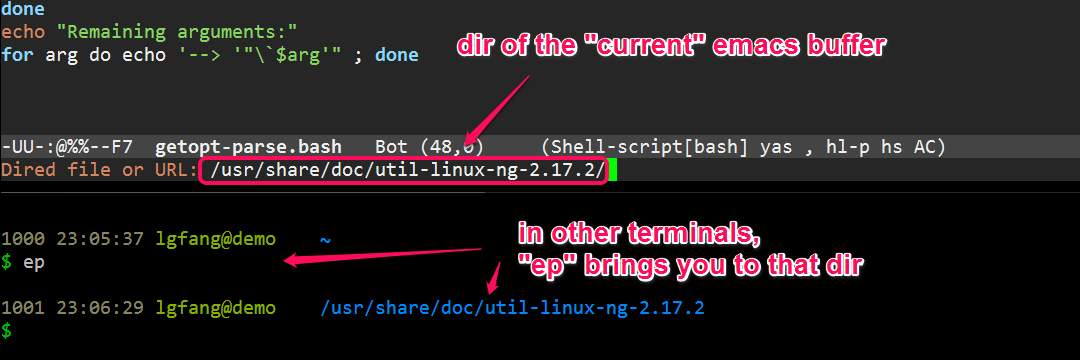 done
echo "Remaining arguments:"
for arg do echo '--> '"\`$arg'" ; done
dir of the "current" emacs buffer
-UU-:@%%--F7  getopt-parse.bash   Bot (48,0)     (Shell-script[bash] yas , hl-p hs AC)
Dired file or URL: /usr/share/doc/util-linux-ng-2.17.2/
1000 23:05:37 lgfang@demo    ~
$ ep
in other terminals,
"ep" brings you to that dir
1001 23:06:29 lgfang@demo    /usr/share/doc/util-linux-ng-2.17.2
$